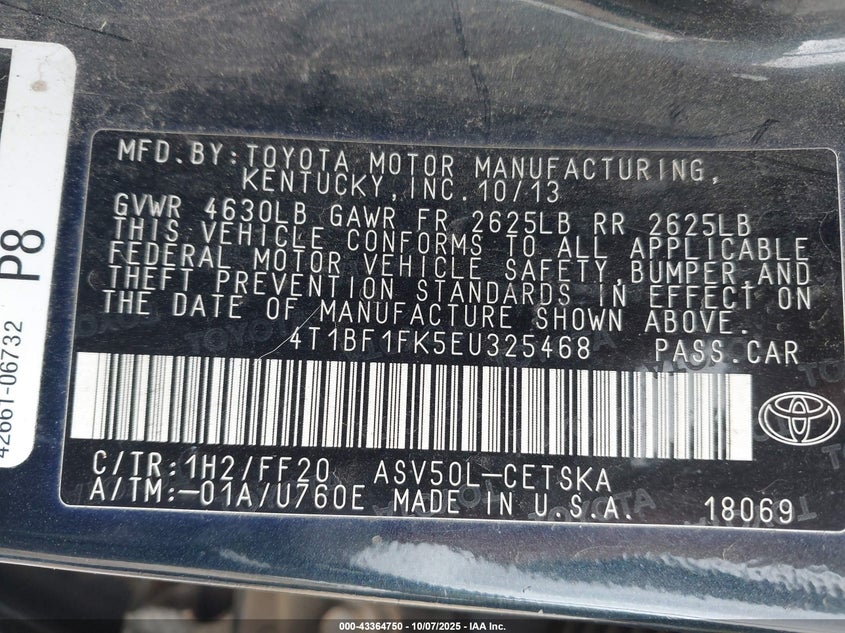 MFD.BY:TOYOTA MOTOR MANUFACTURING,
KENTUCKY,INC. 10/13
GVWR 4630LB GAWR FR 2625LB RR 2625LB
THIS VEHICLE CONFORMS TO ALL APPLICABLE
FEDERAL MOTOR VEHICLE SAFETY,BUMPER,AND
THEFT PREVENTION STANDARDS IN EFFECT ON
THE DATE OF MANUFACTURE SHOWN ABOVE.
4T1BF1FK5EU325468 PASS.CAR
C/TR:1H2/FF20 ASV50L-CETSKA
A/TM:-01A/U760E MADE IN U.S.A. 18069
42661-06732
P8
TOYOTA
000-43364750 | 10/07/2025 - IAA Inc.